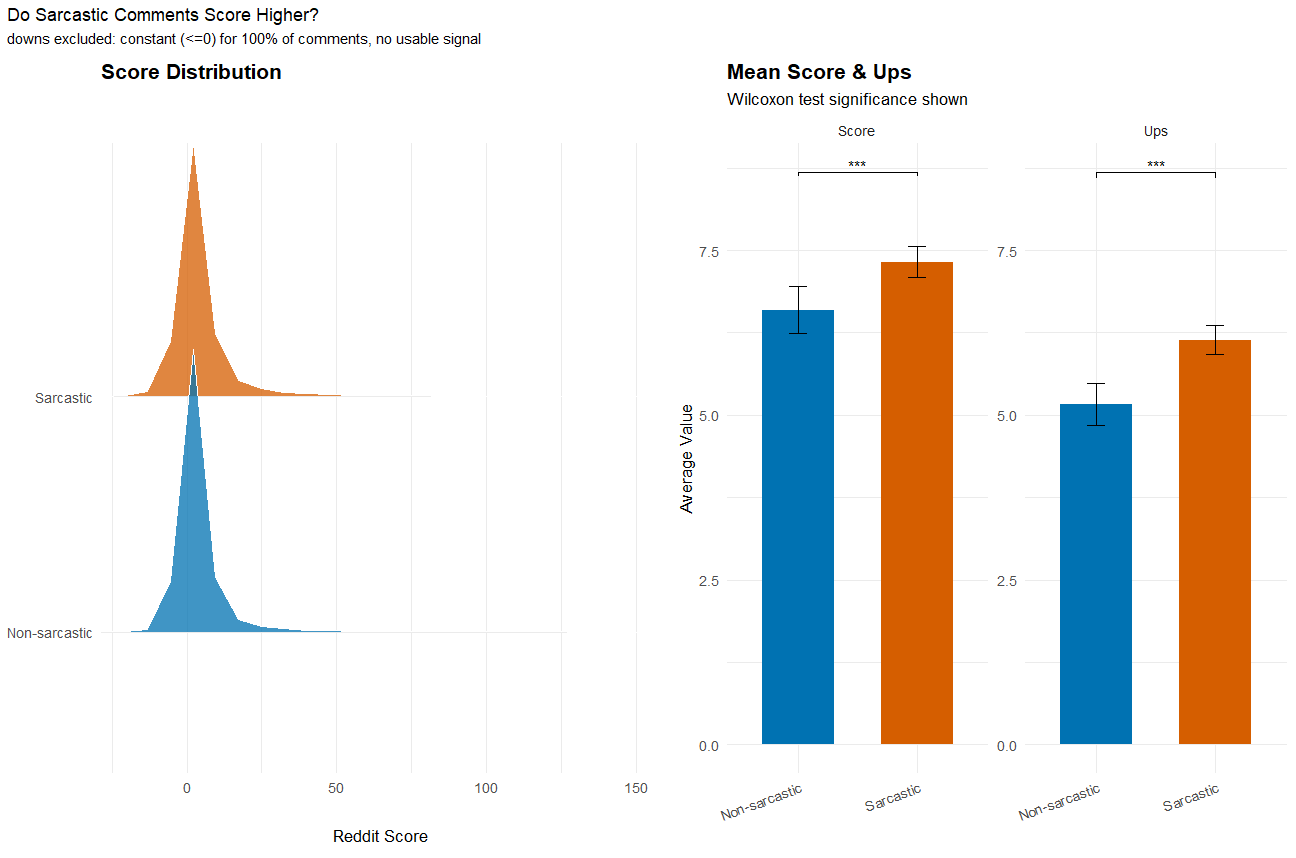 Do Sarcastic Comments Score Higher?
downs excluded: constant (<=0) for 100% of comments, no usable signal
Score Distribution
Sarcastic
Non-sarcastic
0
50
100
150
Reddit Score
Mean Score & Ups
Wilcoxon test significance shown
Score
Ups
***
***
Average Value
7.5
5.0
2.5
0.0
7.5
5.0
2.5
0.0
Non-sarcastic
Sarcastic
Non-sarcastic
Sarcastic